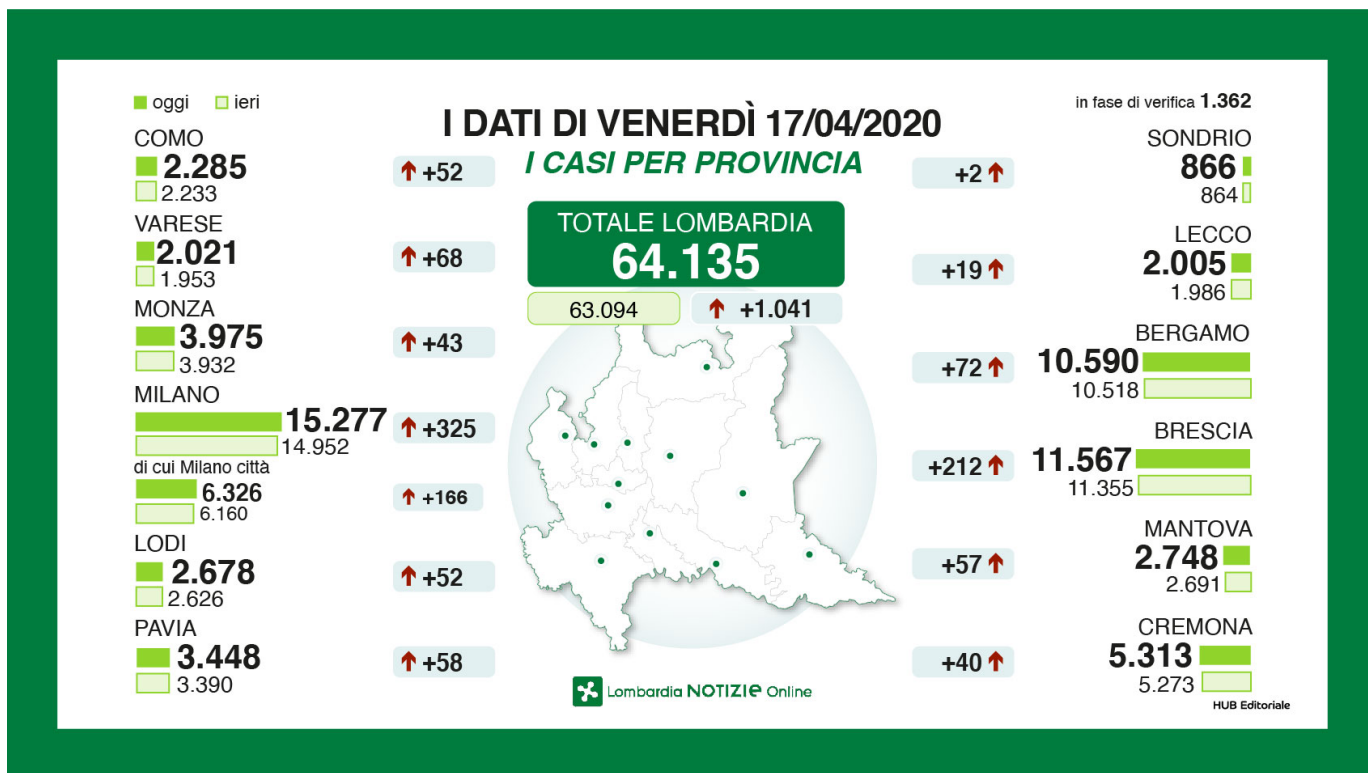 oggi ieri
in fase di verifica 1.362
I DATI DI VENERDÌ 17/04/2020
I CASI PER PROVINCIA
TOTALE LOMBARDIA
64.135
63.094
+1.041
COMO
2.285
2.233
+52
VARESE
2.021
1.953
+68
MONZA
3.975
3.932
+43
MILANO
15.277
14.952
+325
di cui Milano città
6.326
6.160
+166
LODI
2.678
2.626
+52
PAVIA
3.448
3.390
+58
SONDRIO
+2
866
864
LECCO
+19
2.005
1.986
BERGAMO
+72
10.590
10.518
BRESCIA
+212
11.567
11.355
MANTOVA
+57
2.748
2.691
CREMONA
+40
5.313
5.273
Lombardia NOTIZIE Online
HUB Editoriale